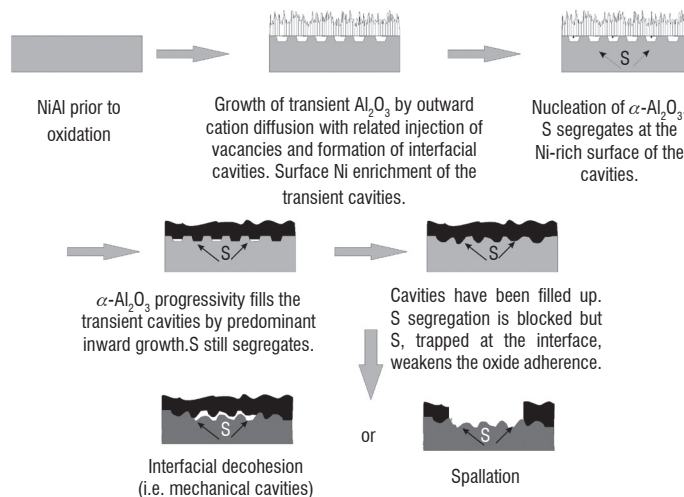 S
NiAl prior to
oxidation
Growth of transient Al₂O₃ by outward
cation diffusion with related injection of
vacancies and formation of interfacial
cavities. Surface Ni enrichment of the
transient cavities.
Nucleation of α-Al₂O₃.
S segregates at the
Ni-rich surface of the
cavities.
S
S
α-Al₂O₃ progressivity fills the
transient cavities by predominant
inward growth.S still segregates.
Cavities have been filled up.
S segregation is blocked but
S, trapped at the interface,
weakens the oxide adherence.
S
or
S
Interfacial decohesion
(i.e. mechanical cavities)
Spallation